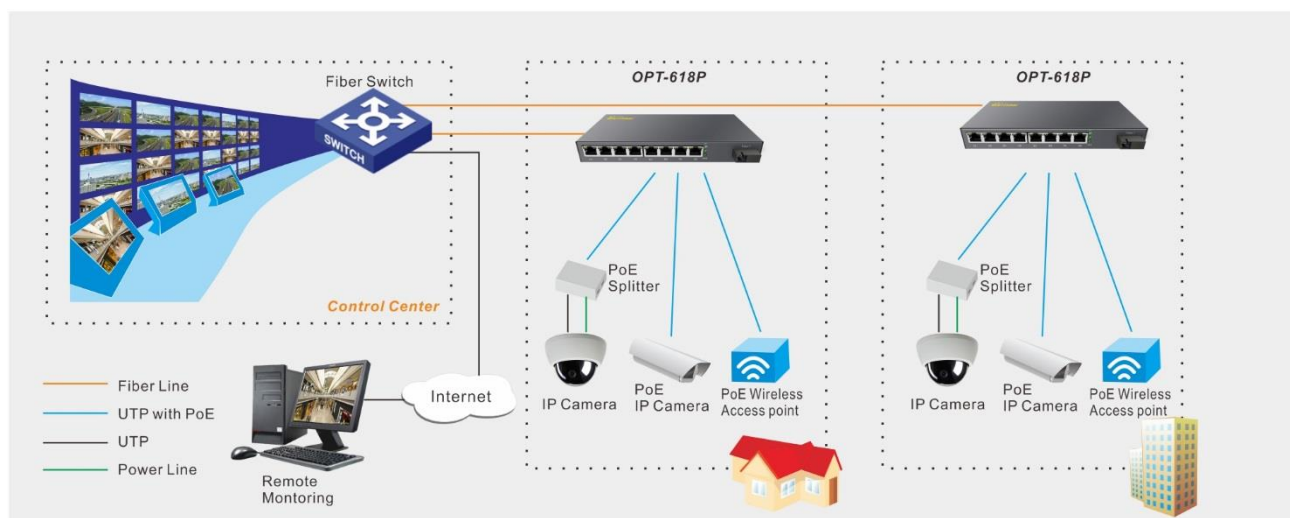 Fiber Switch
SWITCH
Control Center
OPT-618P
OPT-618P
PoE
Splitter
PoE
Splitter
IP Camera
PoE
IP Camera
PoE Wireless
Access point
IP Camera
PoE
IP Camera
PoE Wireless
Access point
Internet
Remote
Montoring
Fiber Line
UTP with PoE
UTP
Power Line